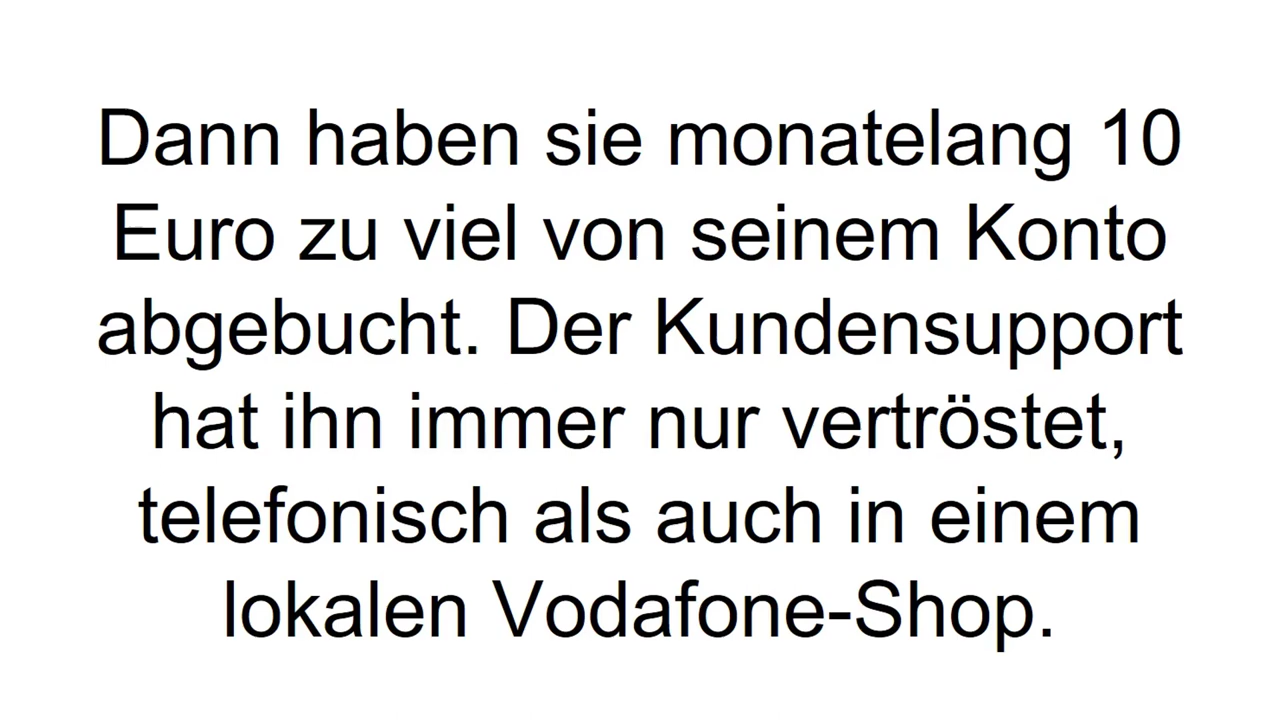 Dann haben sie monatelang 10
Euro zu viel von seinem Konto
abgebucht. Der Kundensupport
hat ihn immer nur vertröstet,
telefonisch als auch in einem
lokalen Vodafone-Shop.